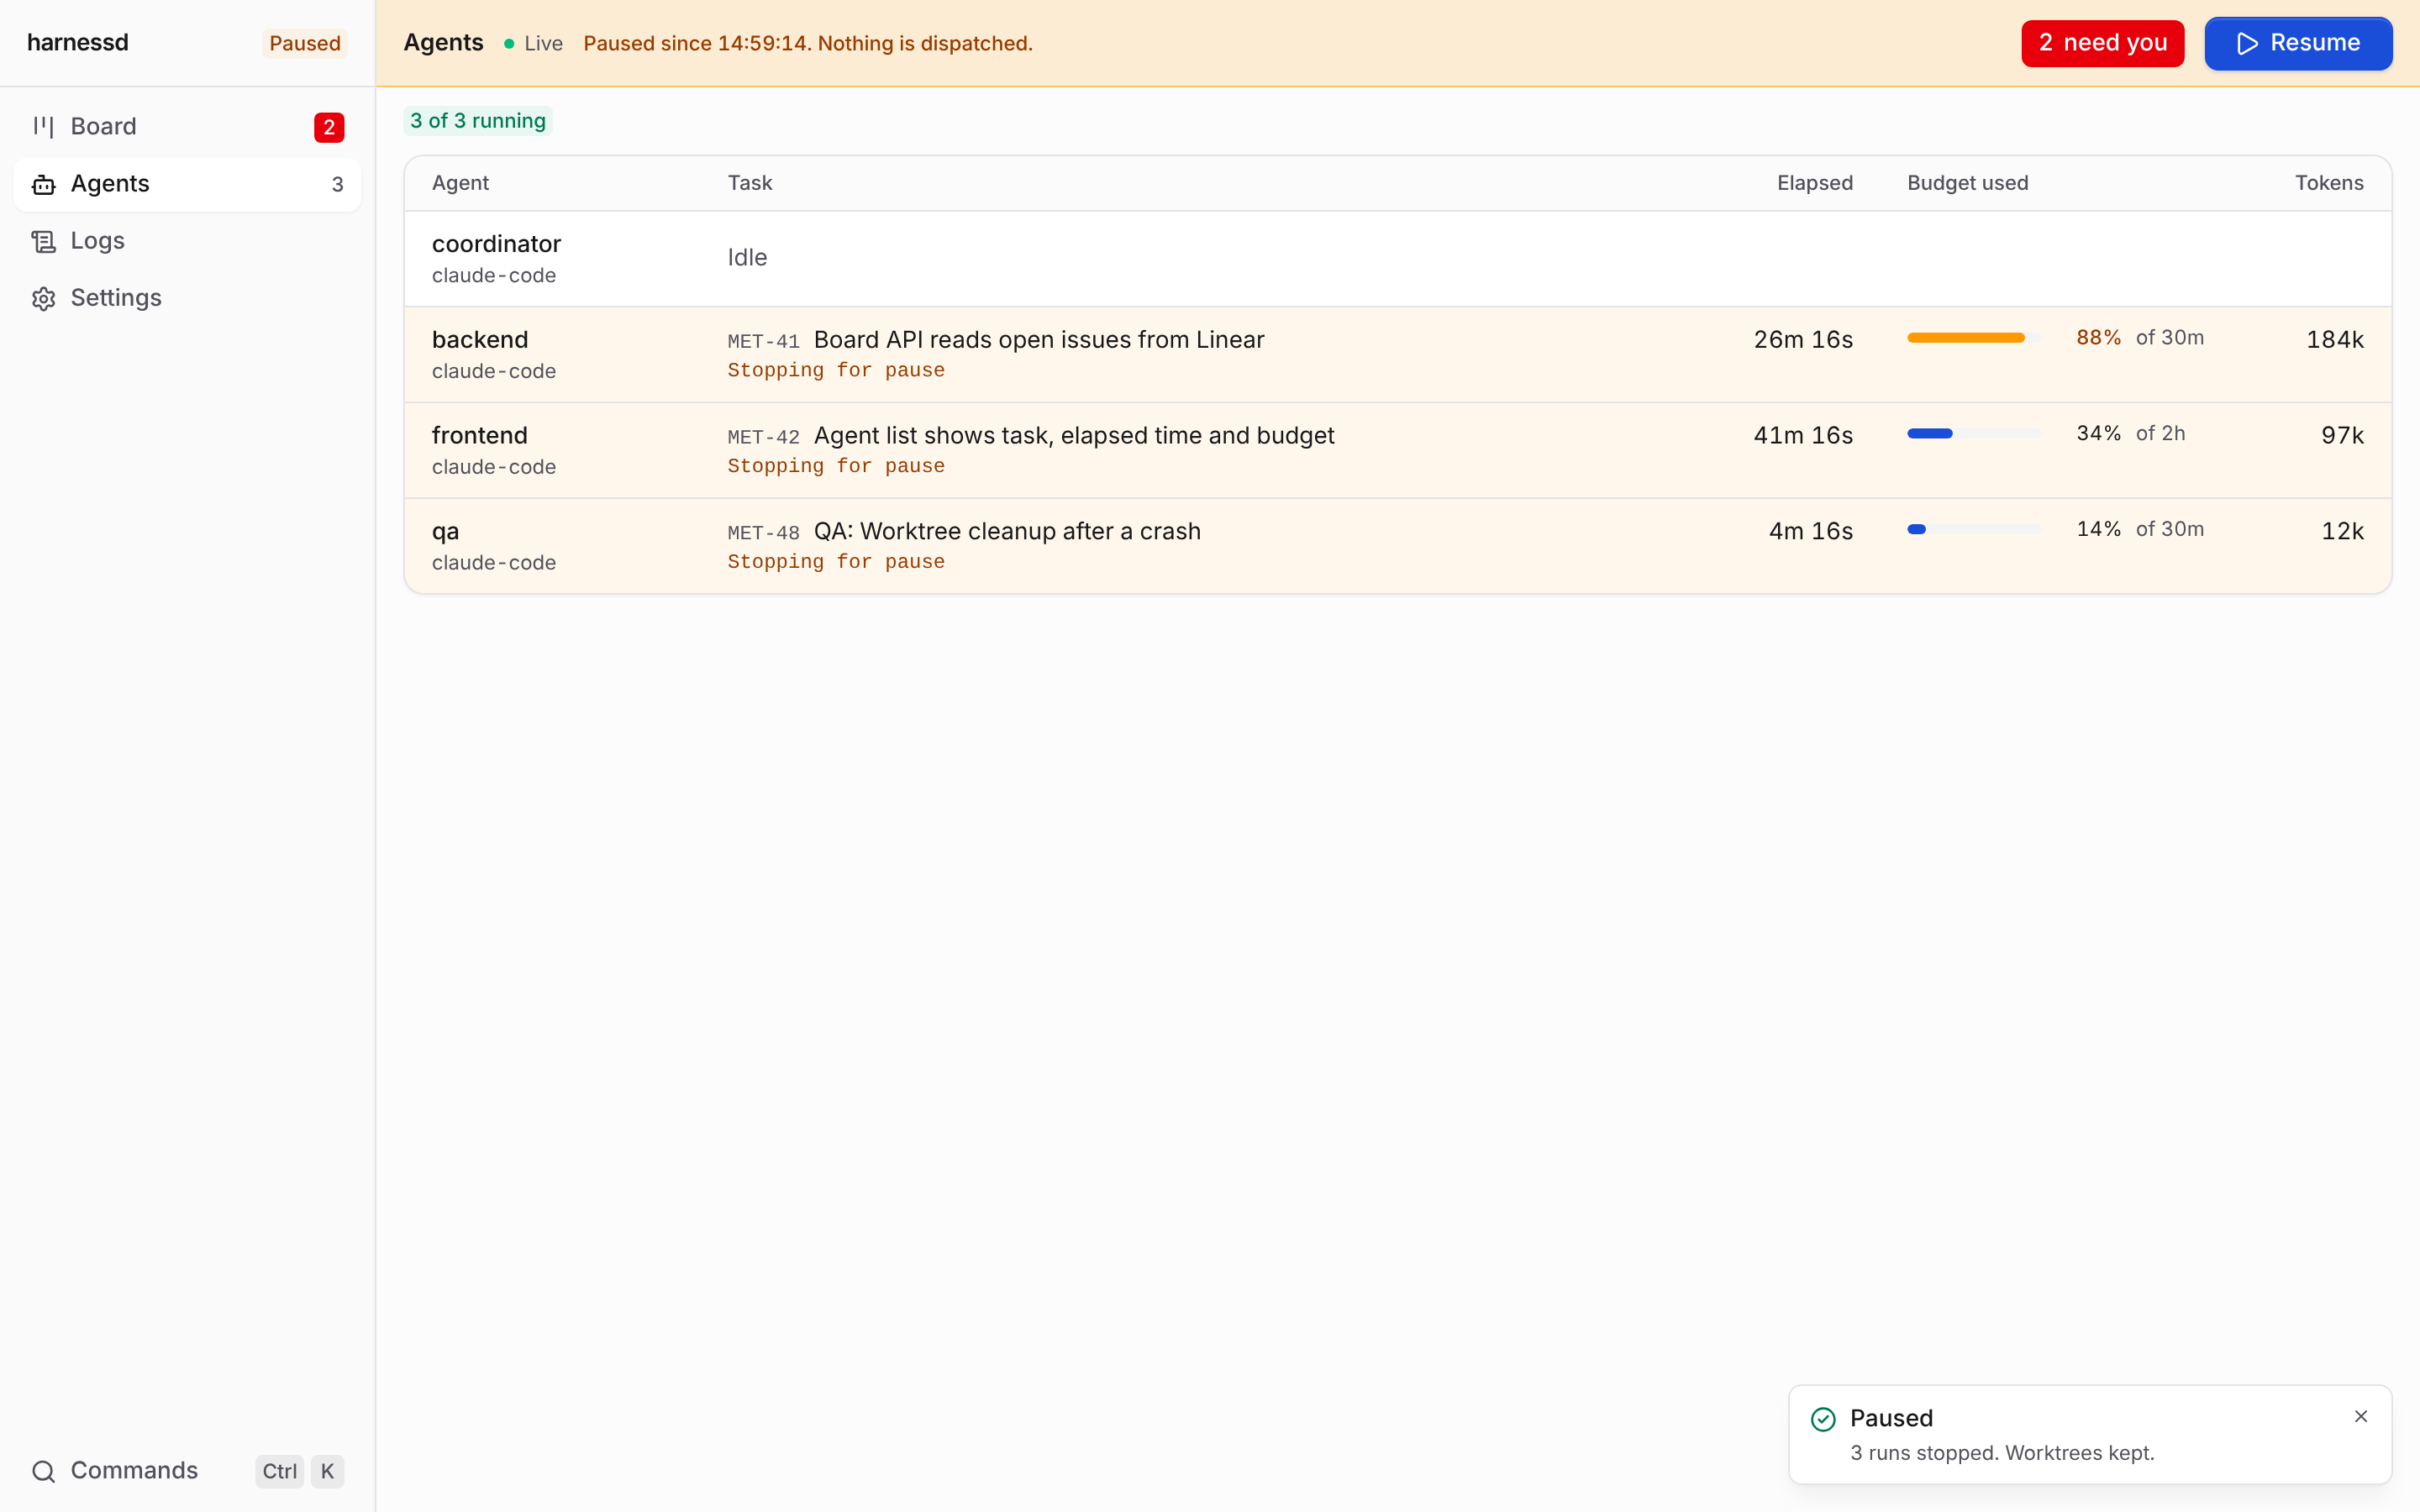 harnessd Paused
Board 2
Agents 3
Logs
Settings
Commands Ctrl K
Agents Live Paused since 14:59:14. Nothing is dispatched. 2 need you Resume
3 of 3 running
Agent Task Elapsed Budget used Tokens
coordinator
claude-code
Idle
backend
claude-code
MET-41 Board API reads open issues from Linear
Stopping for pause
26m 16s 88% of 30m 184k
frontend
claude-code
MET-42 Agent list shows task, elapsed time and budget
Stopping for pause
41m 16s 34% of 2h 97k
qa
claude-code
MET-48 QA: Worktree cleanup after a crash
Stopping for pause
4m 16s 14% of 30m 12k
Paused
3 runs stopped. Worktrees kept.